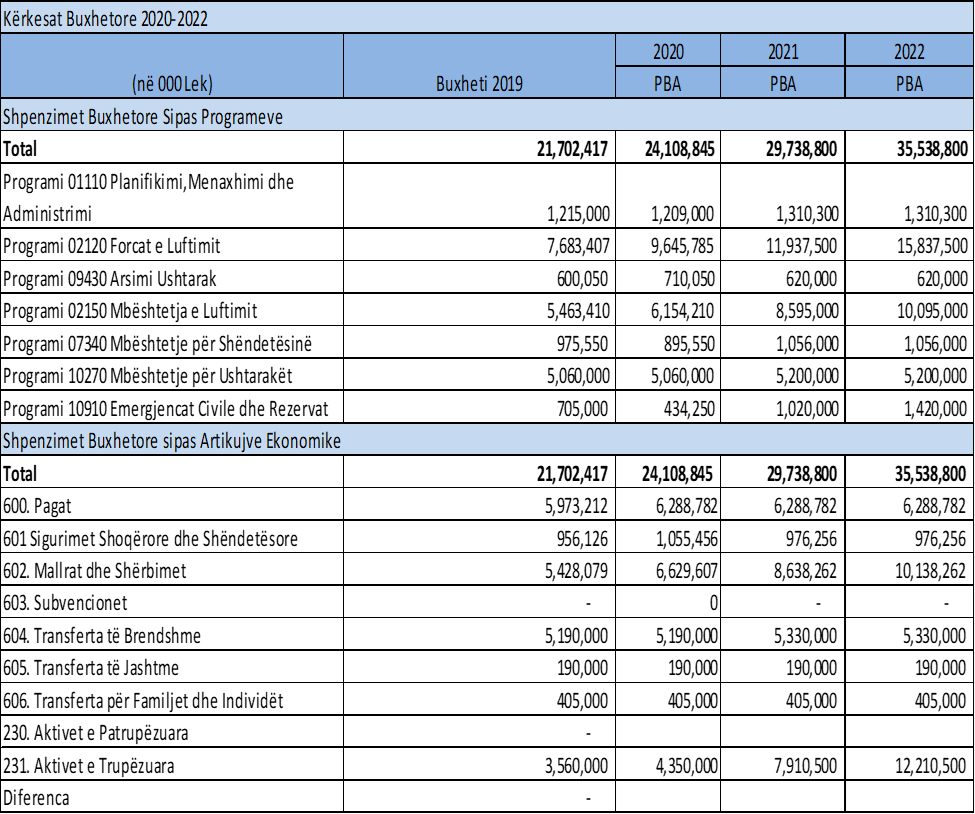 Kërkesat Buxhetore 2020-2022
2020 2021 2022
(në 000 Lek) Buxheti 2019 PBA PBA PBA
Shpenzimet Buxhetore Sipas Programeve
Total 21,702,417 24,108,845 29,738,800 35,538,800
Programi 01110 Planifikimi,Menaxhimi dhe
Administrimi 1,215,000 1,209,000 1,310,300 1,310,300
Programi 02120 Forcat e Luftimit 7,683,407 9,645,785 11,937,500 15,837,500
Programi 09430 Arsimi Ushtarak 600,050 710,050 620,000 620,000
Programi 02150 Mbështetja e Luftimit 5,463,410 6,154,210 8,595,000 10,095,000
Programi 07340 Mbështetje për Shëndetësinë 975,550 895,550 1,056,000 1,056,000
Programi 10270 Mbështetje për Ushtarakët 5,060,000 5,060,000 5,200,000 5,200,000
Programi 10910 Emergjencat Civile dhe Rezervat 705,000 434,250 1,020,000 1,420,000
Shpenzimet Buxhetore sipas Artikujve Ekonomike
Total 21,702,417 24,108,845 29,738,800 35,538,800
600. Pagat 5,973,212 6,288,782 6,288,782 6,288,782
601 Sigurimet Shoqërore dhe Shëndetësore 956,126 1,055,456 976,256 976,256
602. Mallrat dhe Shërbimet 5,428,079 6,629,607 8,638,262 10,138,262
603. Subvencionet - 0 - -
604. Transferta të Brendshme 5,190,000 5,190,000 5,330,000 5,330,000
605. Transferta të Jashtme 190,000 190,000 190,000 190,000
606. Transferta për Familjet dhe Individët 405,000 405,000 405,000 405,000
230. Aktivet e Patrupëzuara -
231. Aktivet e Trupëzuara 3,560,000 4,350,000 7,910,500 12,210,500
Diferenca -